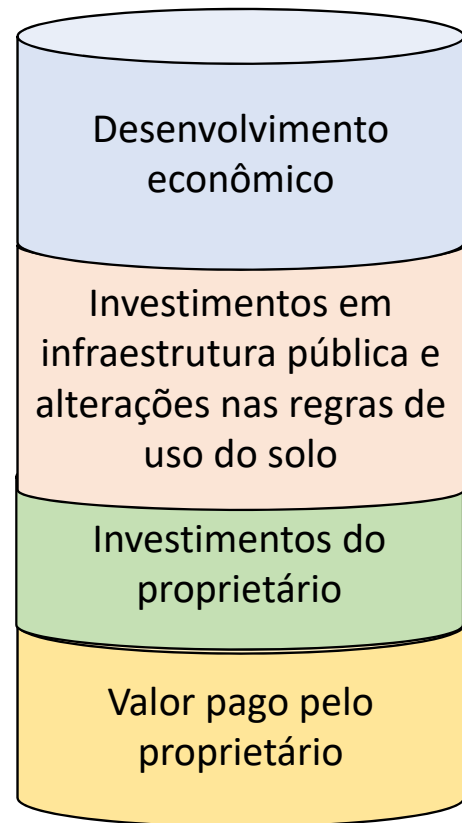 Desenvolvimento
econômico
Investimentos em
infraestrutura pública e
alterações nas regras de
uso do solo
Investimentos do
proprietário
Valor pago pelo
proprietário